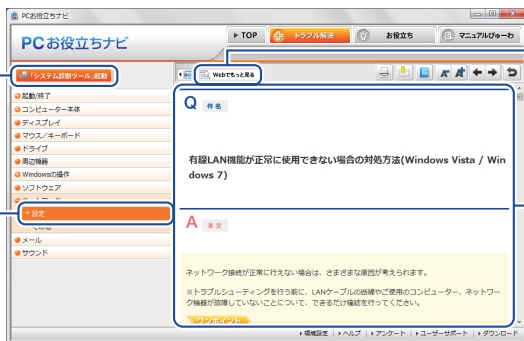 PCお役立ちナビ
PCお役立ちナビ
TOP
トラブル解決
お役立ち
マニュアルびゅーわ
「システム診断ツール」起動
Webでもっと見る
起動/終了
コンピューター本体
ディスプレイ
マウス/キーボード
ドライブ
周辺機器
Windowsの操作
ソフトウェア
設定
メール
サウンド
Q 件名
有線LAN機能が正常に使用できない場合の対処方法(Windows Vista / Win
dows 7)
A 本文
ネットワーク接続が正常に行えない場合は、さまざまな原因が考えられます。
※トラブルシューティングを行う前に、LANケーブルの断線やご使用のコンピューター、ネットワー
ク機器が故障していないことについて、できるだけ確認を行ってください。
ワンポイント
環境設定 | ヘルプ | アンケート | ユーザーサポート | ダウンロード